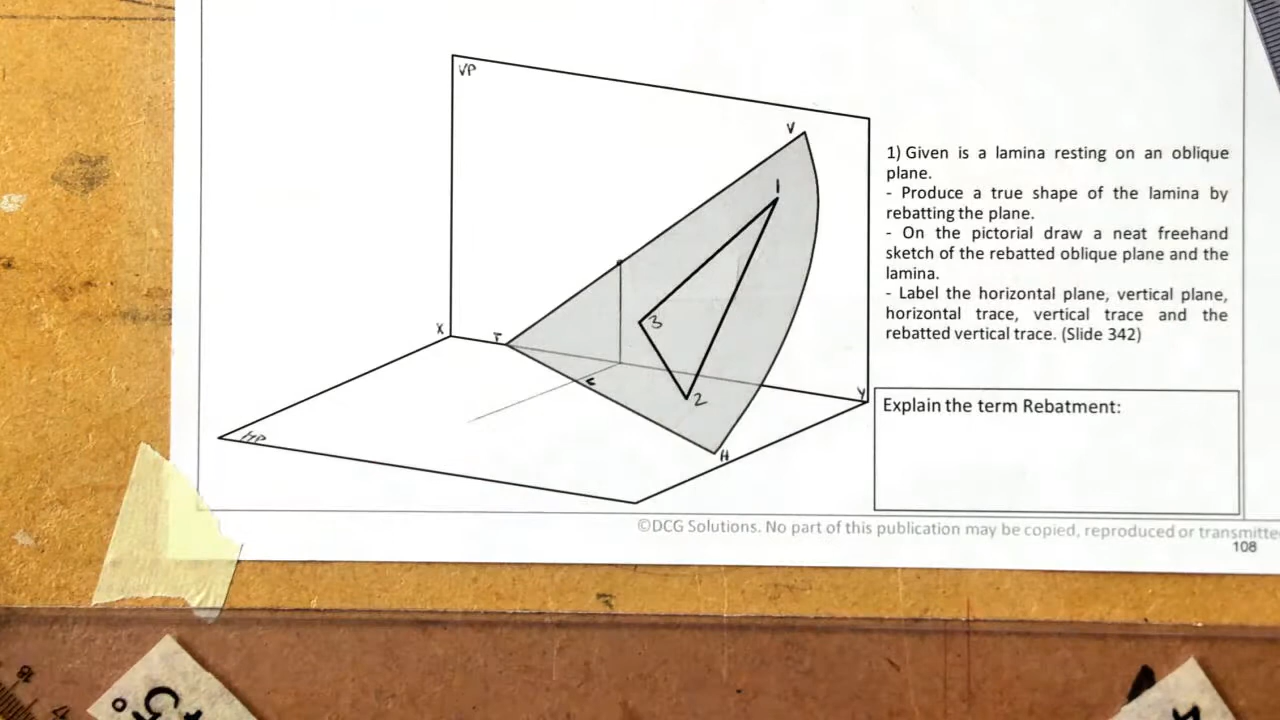 VP
V
1
X
T
3
2
Y
HP
H
1) Given is a lamina resting on an oblique
plane.
- Produce a true shape of the lamina by
rebatting the plane.
- On the pictorial draw a neat freehand
sketch of the rebatted oblique plane and the
lamina.
- Label the horizontal plane, vertical plane,
horizontal trace, vertical trace and the
rebatted vertical trace. (Slide 342)
Explain the term Rebatment:
©DCG Solutions. No part of this publication may be copied, reproduced or transmitte
108